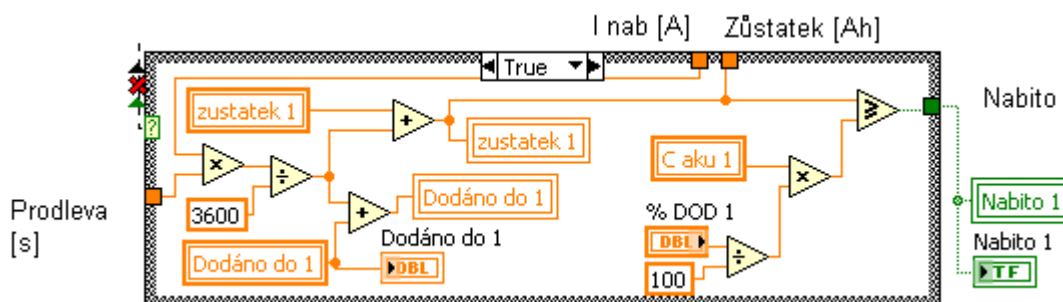 I nab [A]
Zůstatek [Ah]
True
zustatek 1
+
zustatek 1
≥
Nabito
?
×
÷
C aku 1
×
Prodleva
[s]
3600
+
Dodáno do 1
% DOD 1
Nabito 1
Dodáno do 1
Dodáno do 1
DBL
DBL
÷
100
Nabito 1
TF